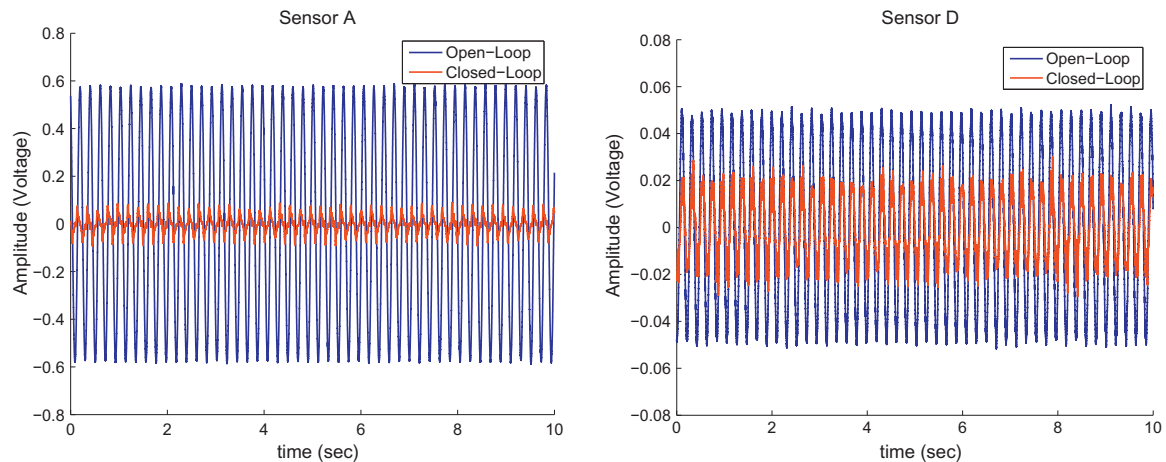 Sensor A
0.8
0.6
0.4
0.2
0
−0.2
−0.4
−0.6
−0.8
Amplitude (Voltage)
0 2 4 6 8 10
time (sec)
Open−Loop
Closed−Loop
Sensor D
0.08
0.06
0.04
0.02
0
−0.02
−0.04
−0.06
−0.08
Amplitude (Voltage)
0 2 4 6 8 10
time (sec)
Open−Loop
Closed−Loop